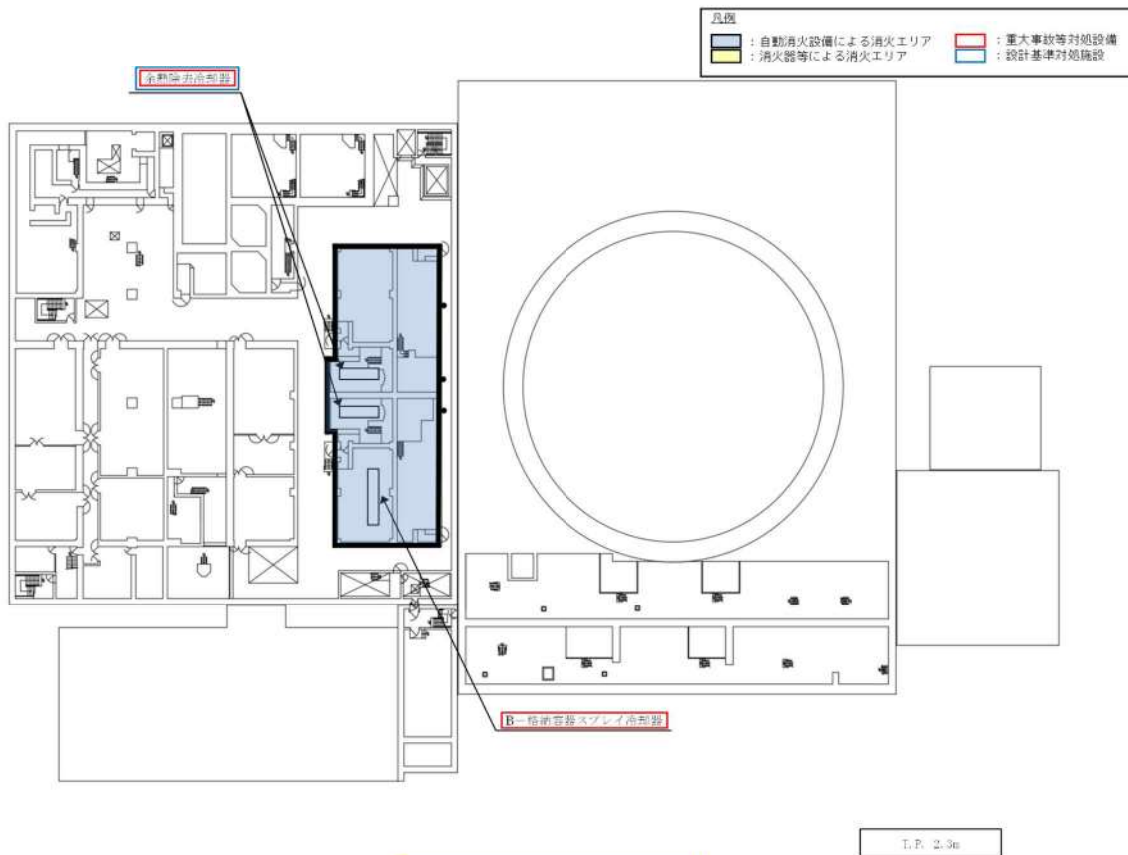 凡例
：自動消火設備による消火エリア
：重大事故等対処設備
：消火器等による消火エリア
：設計基準対処施設
余熱除去冷却器
B－格納容器スプレイ冷却器
T.P. 2.3m